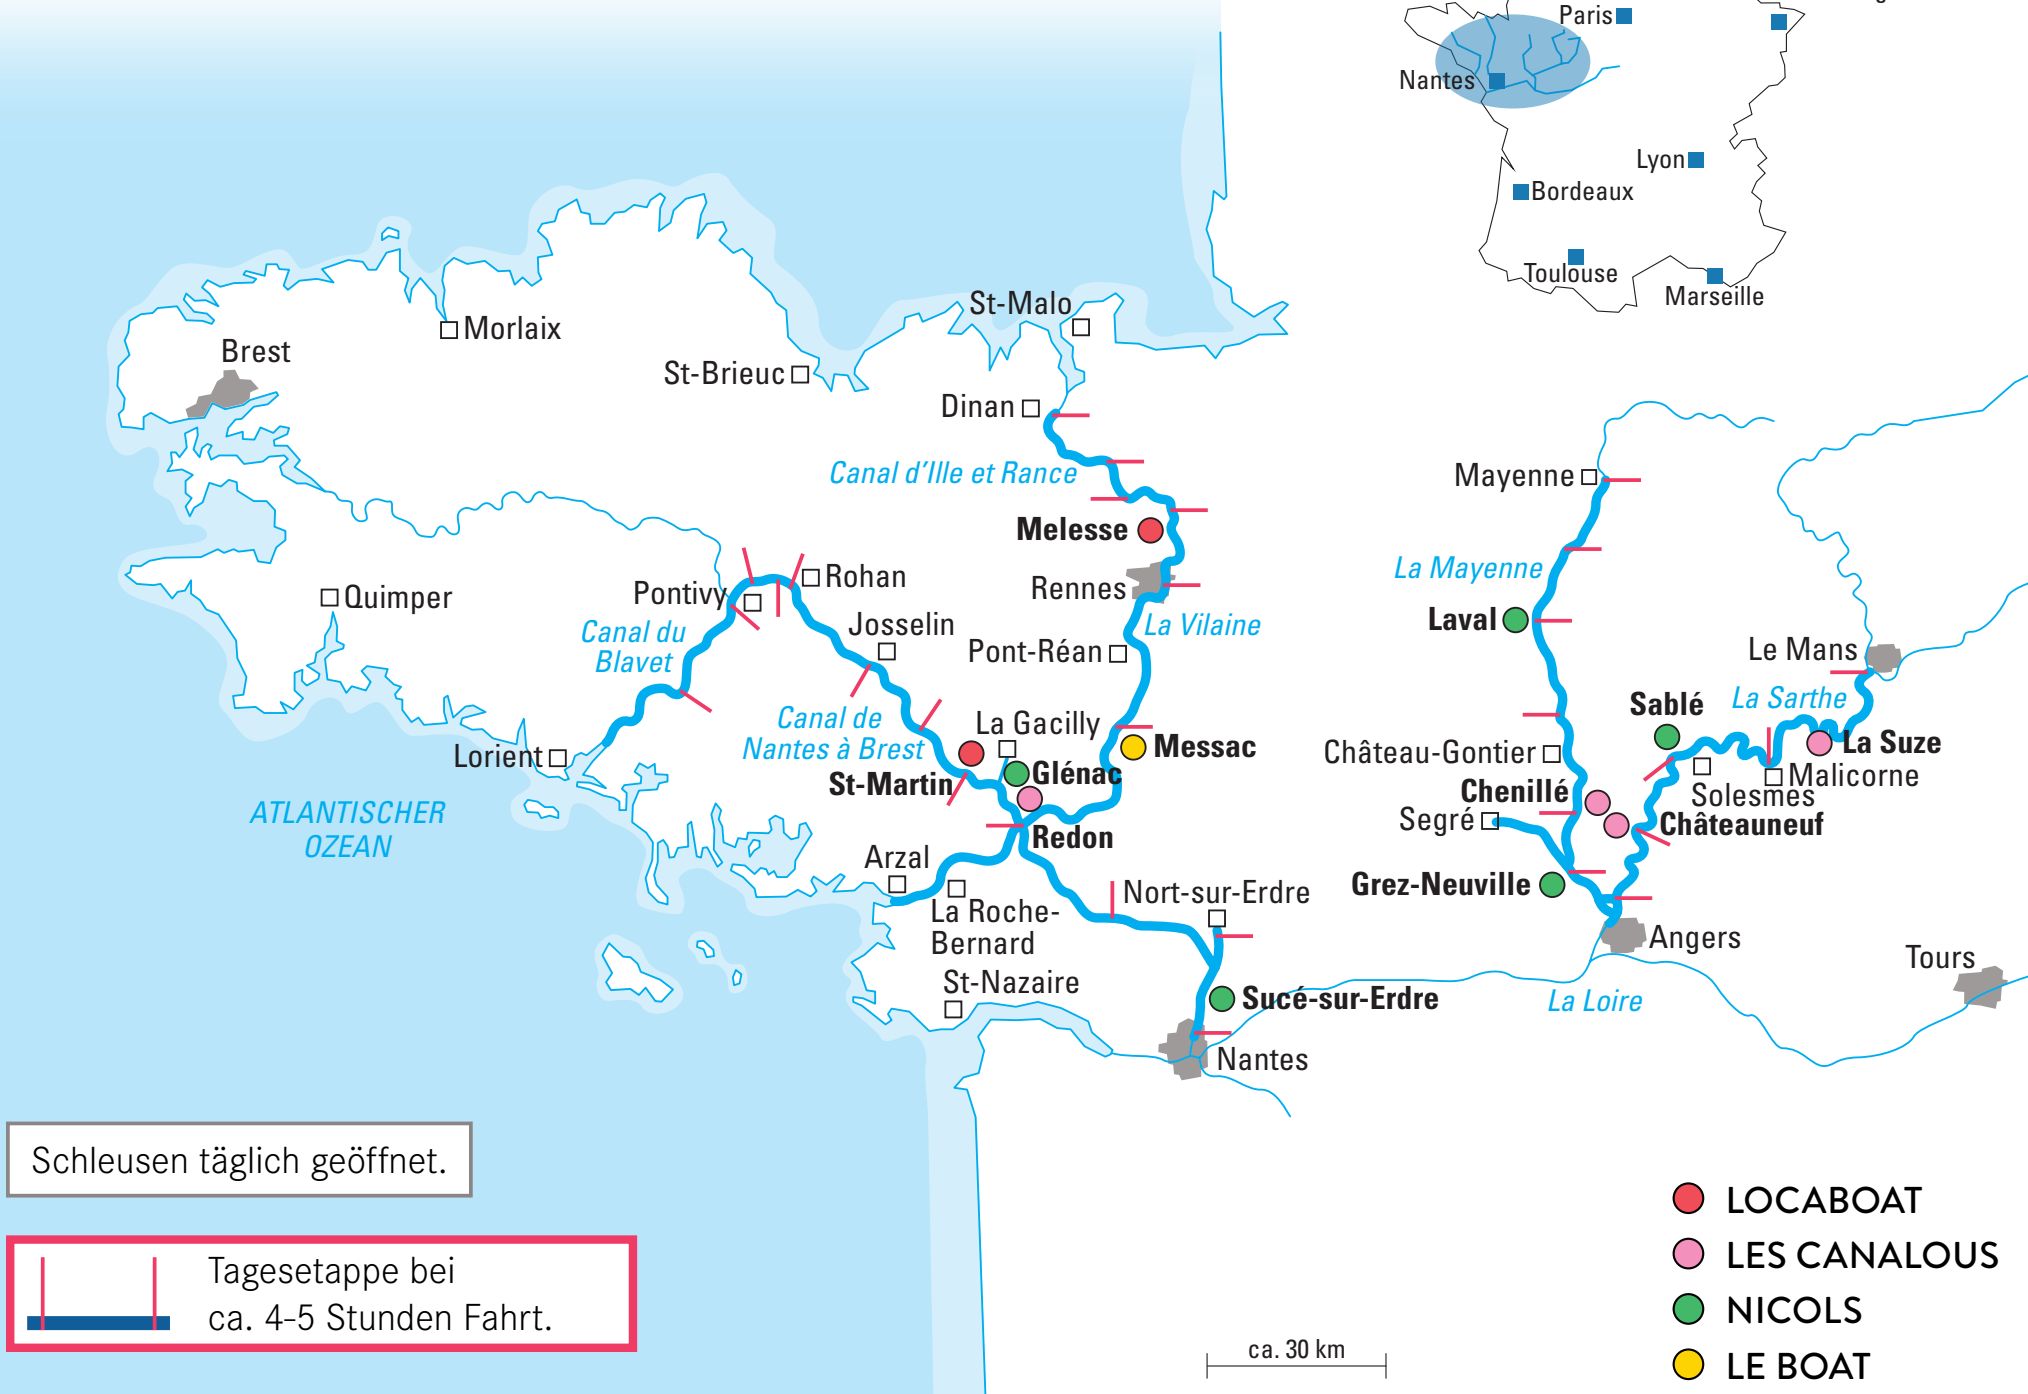 Paris
Nantes
Lyon
Bordeaux
Toulouse
Marseille
St-Malo
Morlaix
Brest
St-Brieuc
Dinan
Canal d'Ille et Rance
Mayenne
Melesse
La Mayenne
Rohan
Rennes
Quimper
Pontivy
Laval
Josselin
La Vilaine
Canal du
Blavet
Pont-Réan
Le Mans
La Sarthe
Sablé
Canal de
Nantes à Brest
La Gacilly
Messac
La Suze
Château-Gontier
Lorient
Glénac
St-Martin
Malicorne
Solesmes
Chenillé
Segré
Châteauneuf
ATLANTISCHER
OZEAN
Redon
Arzal
Grez-Neuville
Nort-sur-Erdre
La Roche-
Bernard
Angers
Tours
St-Nazaire
Sucé-sur-Erdre
La Loire
Nantes
Schleusen täglich geöffnet.
Tagesetappe bei
ca. 4-5 Stunden Fahrt.
ca. 30 km
LOCABOAT
LES CANALOUS
NICOLS
LE BOAT